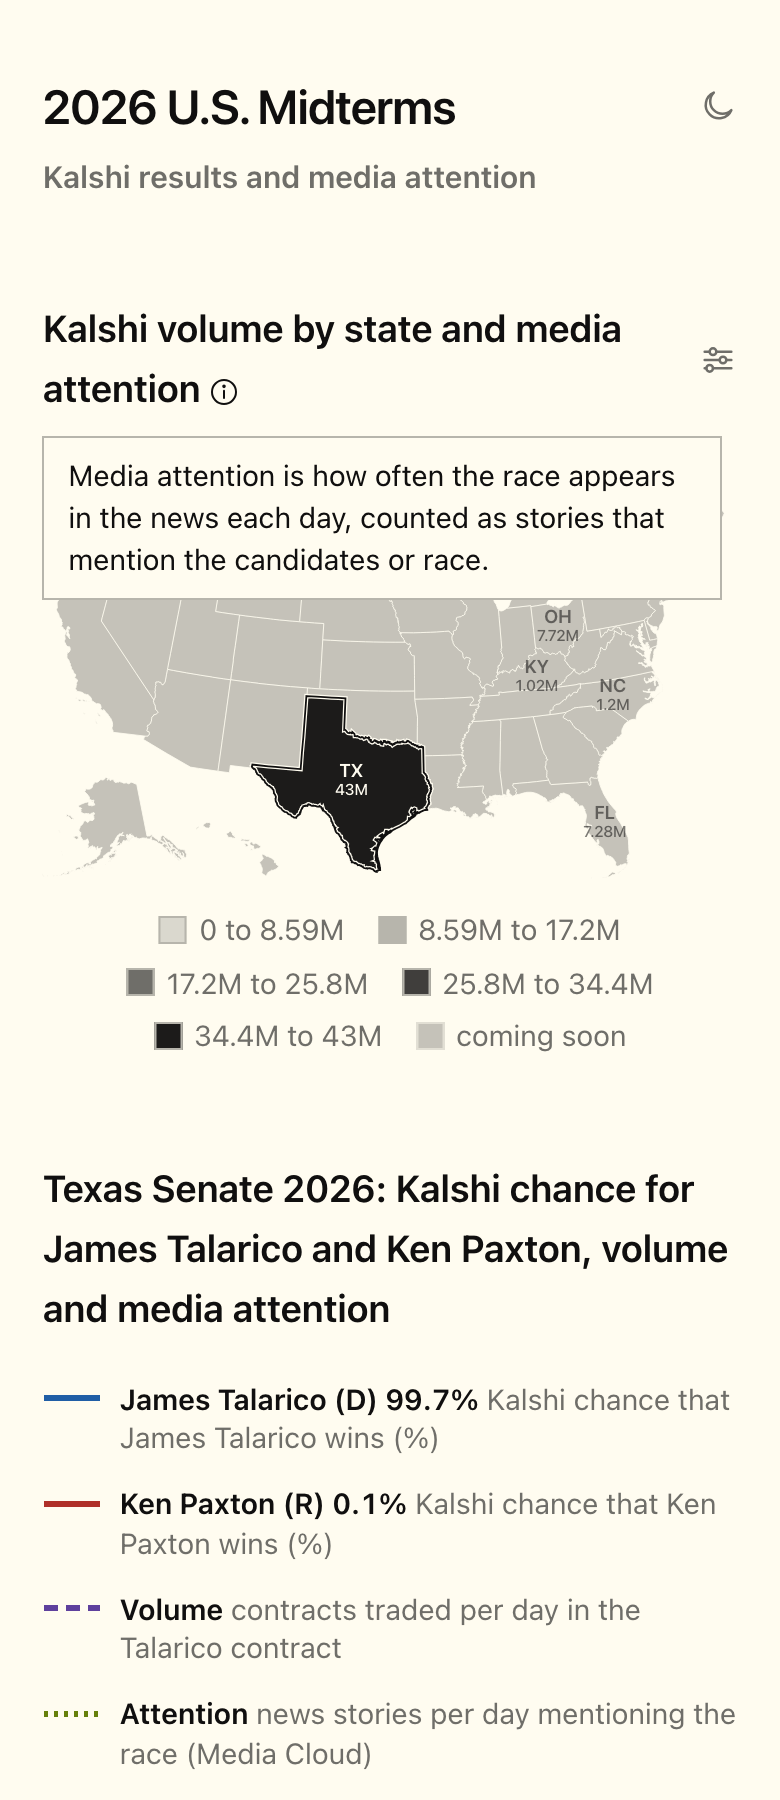 2026 U.S. Midterms
Kalshi results and media attention
Kalshi volume by state and media
attention
Media attention is how often the race appears
in the news each day, counted as stories that
mention the candidates or race.
OH
7.72M
KY
1.02M
NC
1.2M
TX
43M
FL
7.28M
0 to 8.59M
8.59M to 17.2M
17.2M to 25.8M
25.8M to 34.4M
34.4M to 43M
coming soon
Texas Senate 2026: Kalshi chance for
James Talarico and Ken Paxton, volume
and media attention
James Talarico (D) 99.7% Kalshi chance that
James Talarico wins (%)
Ken Paxton (R) 0.1% Kalshi chance that Ken
Paxton wins (%)
Volume contracts traded per day in the
Talarico contract
Attention news stories per day mentioning the
race (Media Cloud)